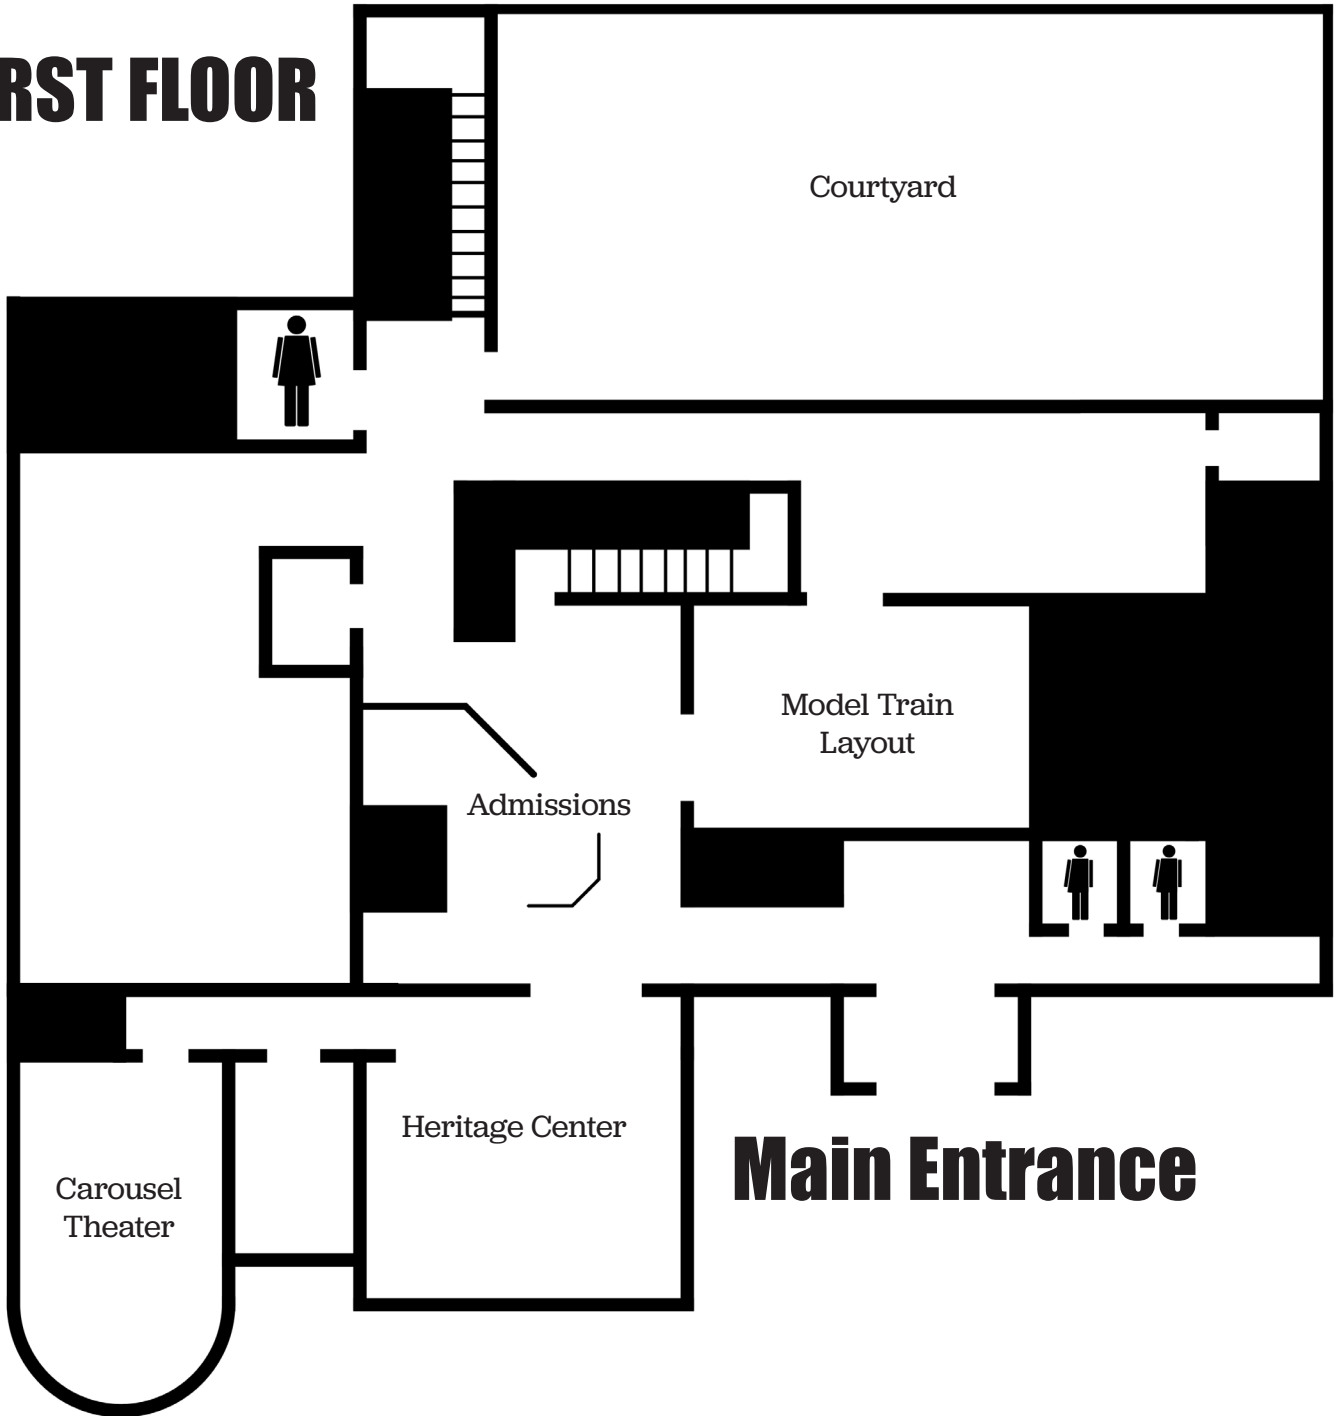 RST FLOOR
Courtyard
Model Train
Layout
Admissions
Heritage Center
Main Entrance
Carousel
Theater